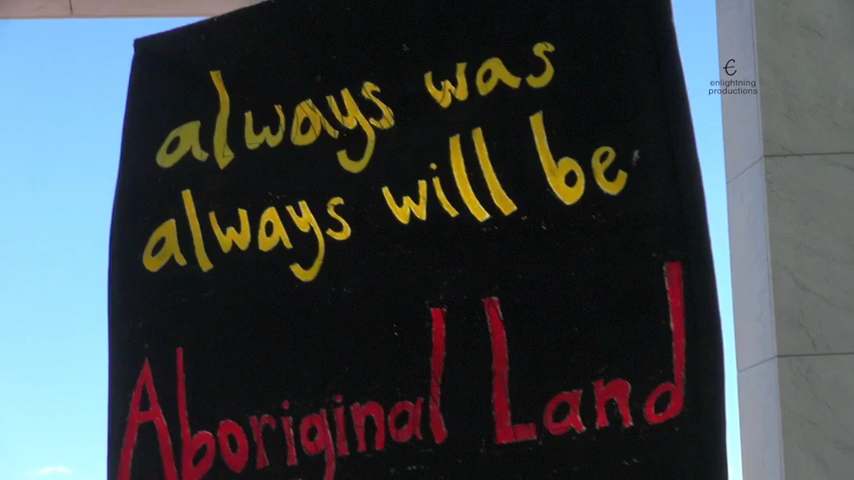 always was
always will be
Aboriginal Land
€
enlightning
productions